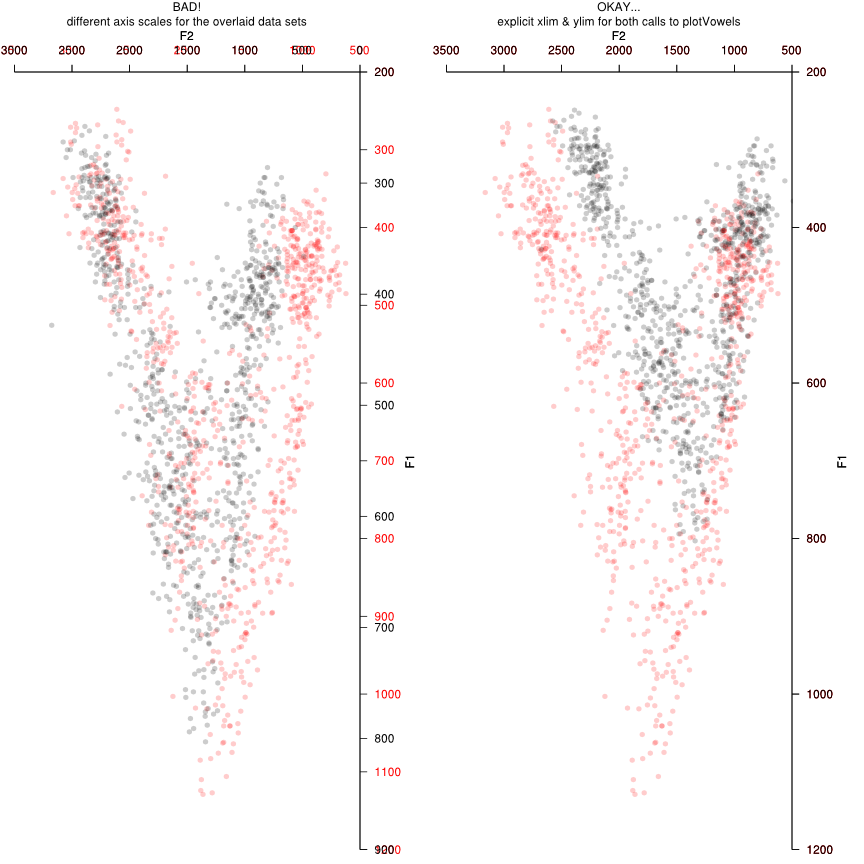 BAD!
different axis scales for the overlaid data sets
F2
3000 2500 2000 1500 500
200
300
300
400
400
500
600
500
700
600
800
900
700
1000
800
1100
F1
OKAY...
explicit xlim & ylim for both calls to plotVowels
F2
3500 3000 2500 2000 1500 1000 500
200
400
600
800
1000
1200
F1